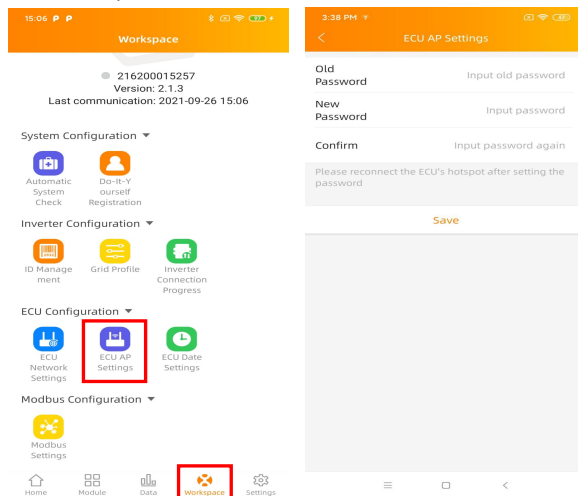 15:06 P P
37
Workspace
216200015257
Version: 2.1.3
Last communication: 2021-09-26 15:06
System Configuration
Automatic
System
Check
Do-It-Y
ourself
Registration
Inverter Configuration
ID Manage
ment
Grid Profile
Inverter
Connection
Progress
ECU Configuration
ECU
Network
Settings
ECU AP
Settings
ECU Date
Settings
Modbus Configuration
Modbus
Settings
Home
Module
Data
Workspace
Settings
3:38 PM
ECU AP Settings
Old
Password
Input old password
New
Password
Input password
Confirm
Input password again
Please reconnect the ECU's hotspot after setting the
password
Save